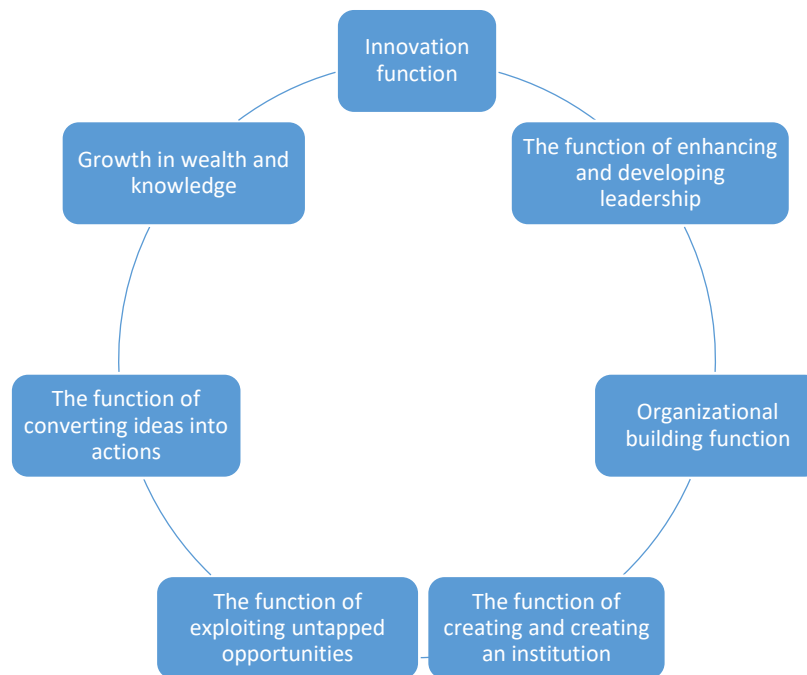 Innovation
function
The function of enhancing
and developing
leadership
Organizational
building function
The function of
creating and creating
an institution
The function of
exploiting untapped
opportunities
The function of
converting ideas into
actions
Growth in wealth and
knowledge